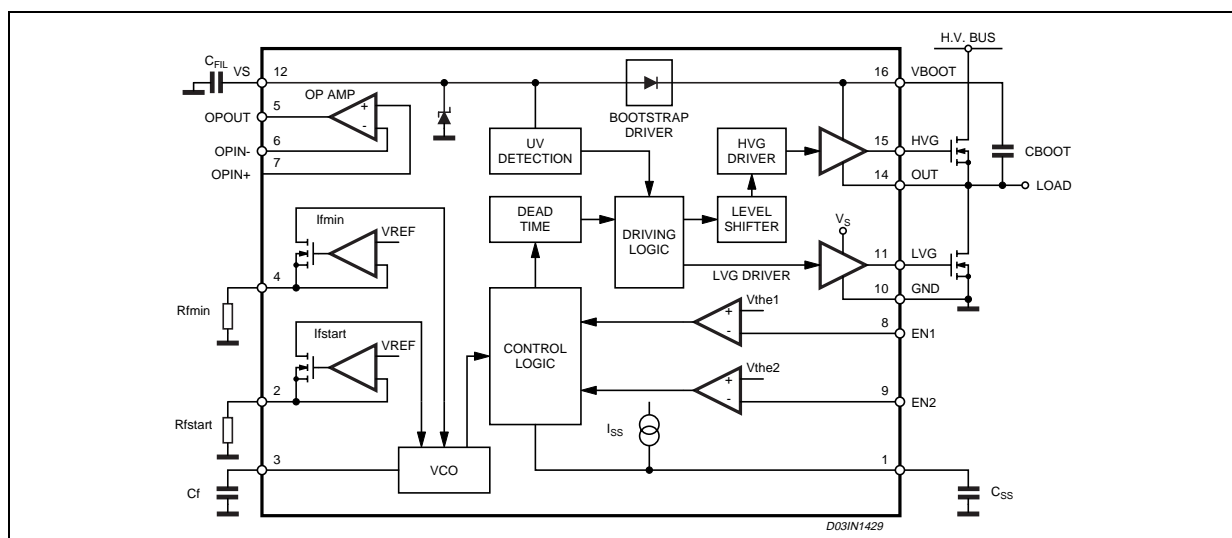 H.V. BUS
CFIL
VS
12
16
VBOOT
OP AMP
OPOUT
5
+
-
BOOTSTRAP
DRIVER
OPIN-
6
7
OPIN+
UV
DETECTION
HVG
DRIVER
15
HVG
CBOOT
14
OUT
LOAD
Ifmin
VREF
DEAD
TIME
DRIVING
LOGIC
LEVEL
SHIFTER
VS
11
LVG
LVG DRIVER
10
GND
4
Rfmin
Vthe1
+
-
8
EN1
Ifstart
VREF
CONTROL
LOGIC
Vthe2
+
-
9
EN2
2
Rfstart
ISS
3
VCO
1
Cf
CSS
D03IN1429